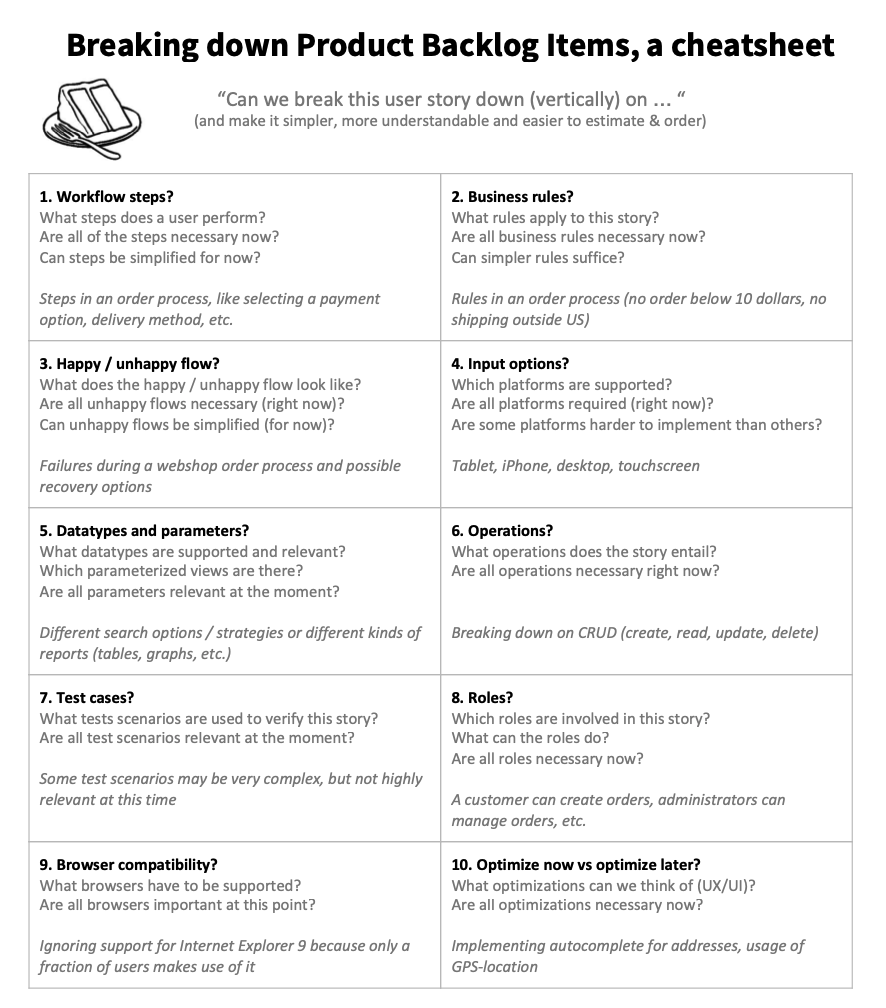 Breaking down Product Backlog Items, a cheatsheet
“Can we break this user story down (vertically) on … “
(and make it simpler, more understandable and easier to estimate & order)
1. Workflow steps?
What steps does a user perform?
Are all of the steps necessary now?
Can steps be simplified for now?
Steps in an order process, like selecting a payment
option, delivery method, etc.
2. Business rules?
What rules apply to this story?
Are all business rules necessary now?
Can simpler rules suffice?
Rules in an order process (no order below 10 dollars, no
shipping outside US)
3. Happy / unhappy flow?
What does the happy / unhappy flow look like?
Are all unhappy flows necessary (right now)?
Can unhappy flows be simplified (for now)?
Failures during a webshop order process and possible
recovery options
4. Input options?
Which platforms are supported?
Are all platforms required (right now)?
Are some platforms harder to implement than others?
Tablet, iPhone, desktop, touchscreen
5. Datatypes and parameters?
What datatypes are supported and relevant?
Which parameterized views are there?
Are all parameters relevant at the moment?
Different search options / strategies or different kinds of
reports (tables, graphs, etc.)
6. Operations?
What operations does the story entail?
Are all operations necessary right now?
Breaking down on CRUD (create, read, update, delete)
7. Test cases?
What tests scenarios are used to verify this story?
Are all test scenarios relevant at the moment?
Some test scenarios may be very complex, but not highly
relevant at this time
8. Roles?
Which roles are involved in this story?
What can the roles do?
Are all roles necessary now?
A customer can create orders, administrators can
manage orders, etc.
9. Browser compatibility?
What browsers have to be supported?
Are all browsers important at this point?
Ignoring support for Internet Explorer 9 because only a
fraction of users makes use of it
10. Optimize now vs optimize later?
What optimizations can we think of (UX/UI)?
Are all optimizations necessary now?
Implementing autocomplete for addresses, usage of
GPS-location